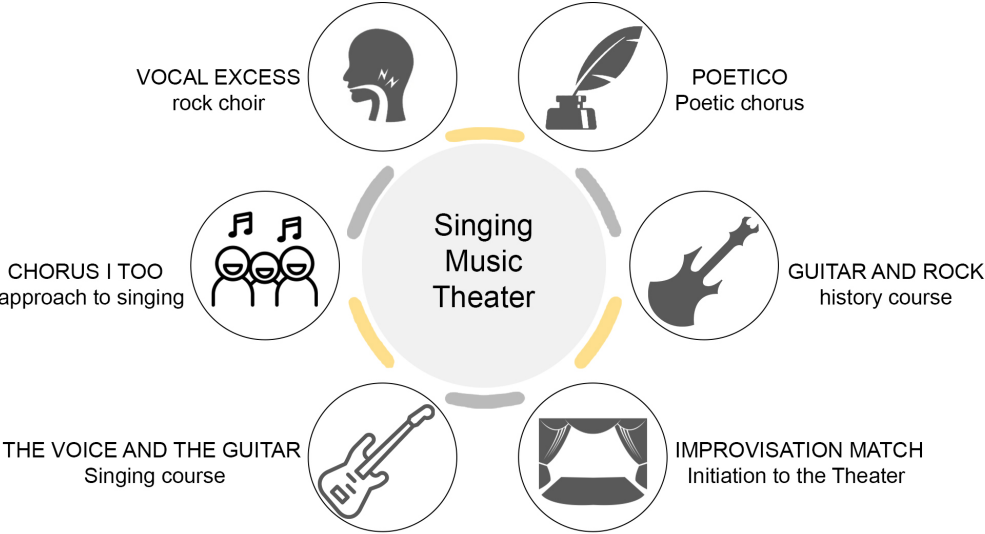 VOCAL EXCESS
rock choir
POETICO
Poetic chorus
Singing
Music
Theater
CHORUS I TOO
approach to singing
GUITAR AND ROCK
history course
THE VOICE AND THE GUITAR
Singing course
IMPROVISATION MATCH
Initiation to the Theater